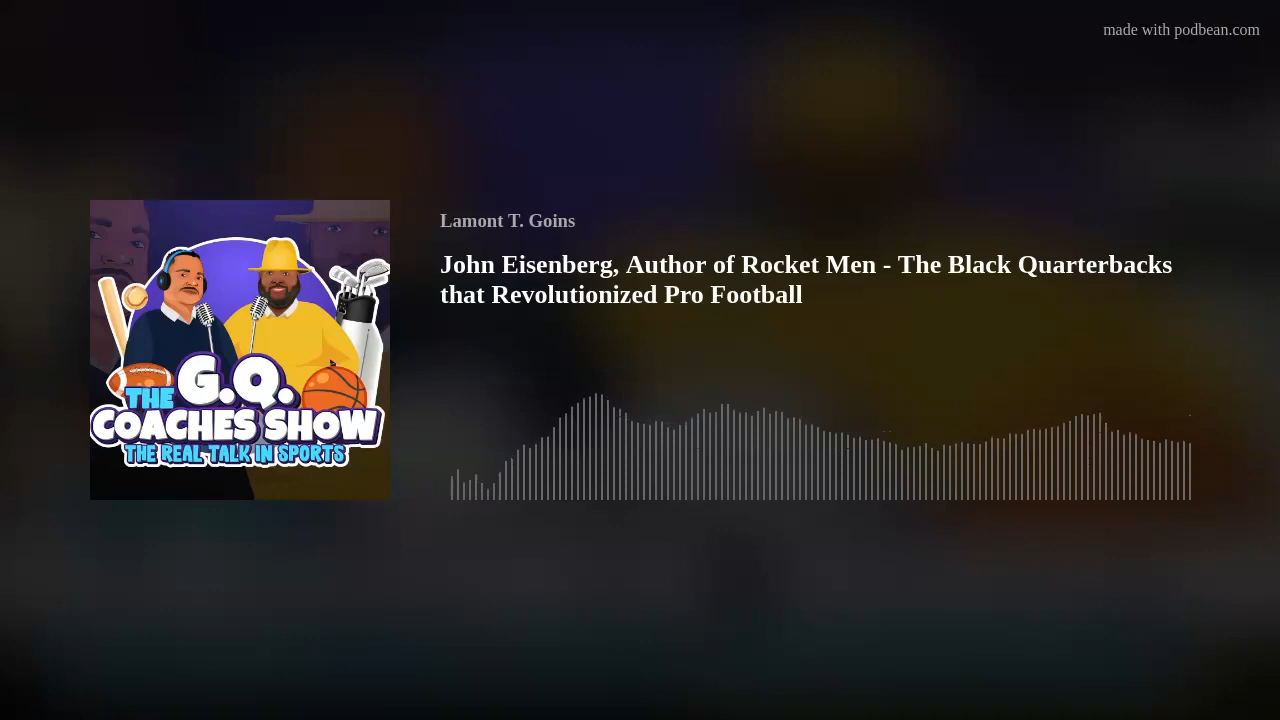 made with podbean.com
Lamont T. Goins
John Eisenberg, Author of Rocket Men - The Black Quarterbacks
that Revolutionized Pro Football
THE G.Q.
COACHES SHOW
THE REAL TALK IN SPORTS